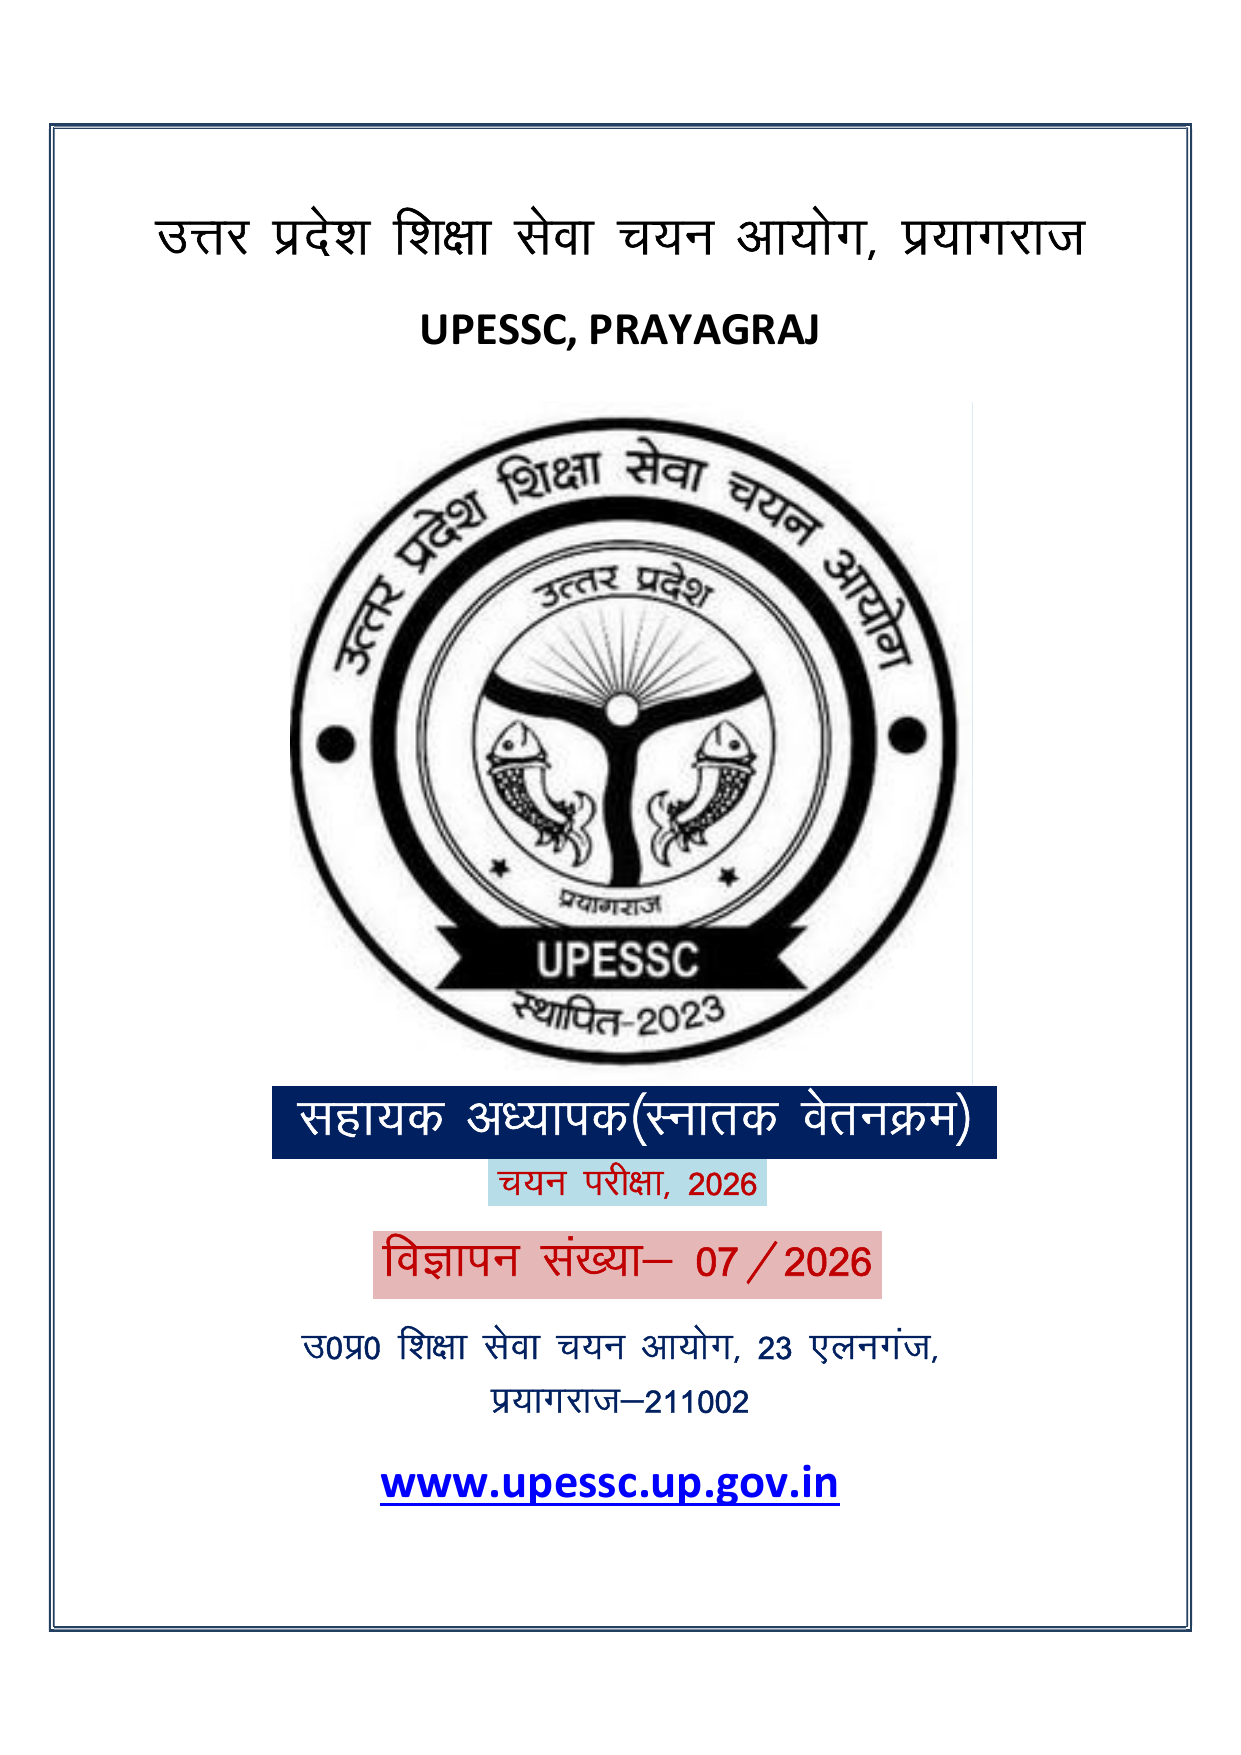 उत्तर प्रदेश शिक्षा सेवा चयन आयोग, प्रयागराज
UPESSC, PRAYAGRAJ
उत्तर प्रदेश शिक्षा सेवा चयन आयोग
उत्तर प्रदेश
प्रयागराज
UPESSC
स्थापित-2023
सहायक अध्यापक(स्नातक वेतनक्रम)
चयन परीक्षा, 2026
विज्ञापन संख्या– 07/2026
उ0प्र0 शिक्षा सेवा चयन आयोग, 23 एलनगंज,
प्रयागराज–211002
www.upessc.up.gov.in